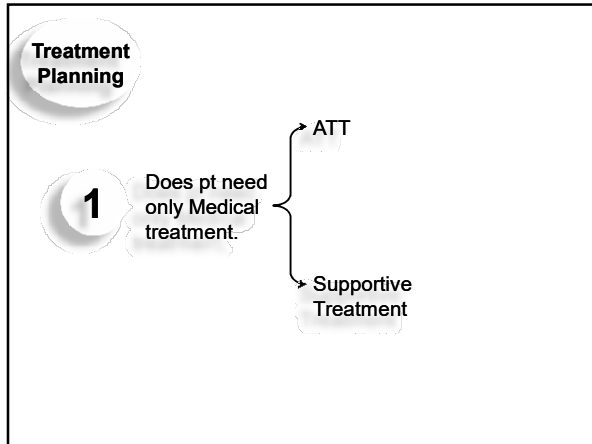 Treatment
Planning
ATT
1
Does pt need
only Medical
treatment.
Supportive
Treatment